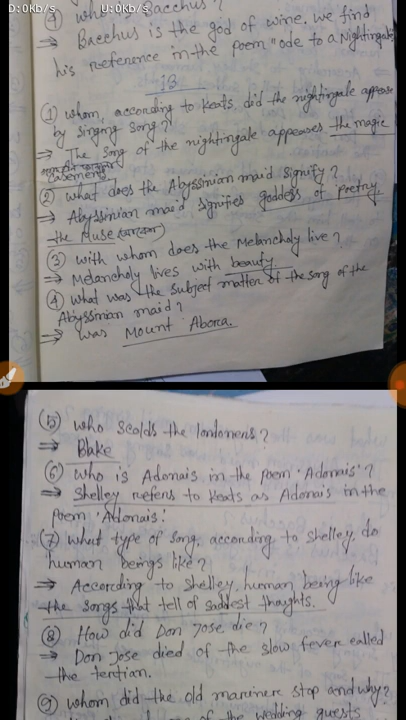 D:0Kb/s U:0Kb/s
④ who Bacchus?
⇒ Bacchus is the god of wine. we find
his reference in the poem "ode to a Nightingale
13
① whom, according to Keats, did the nightingale appease
by singing song?
⇒ The song of the nightingale appeases the magic
casements
② what does the Abyssinian maid signify?
⇒ Abyssinian maid signifies goddess of poetry,
the Muse
③ with whom does the Melancholy live?
⇒ Melancholy lives with beauty.
④ what was the subject matter of the song of the
Abyssinian maid?
⇒ was Mount Abora.
⑤ who scolds the londoners?
⇒ Blake
⑥ who is Adonais in the poem 'Adonais'?
⇒ Shelley refers to Keats as Adonais in the
poem 'Adonais'.
⑦ what type of song, according to shelley, do
human beings like?
⇒ According to Shelley, human being like
the songs that tell of saddest thoughts.
⑧ How did Don Jose die?
⇒ Don Jose died of the slow fever called
the tertian.
⑨ whom did the old mariner stop and why?
of the wedding guests